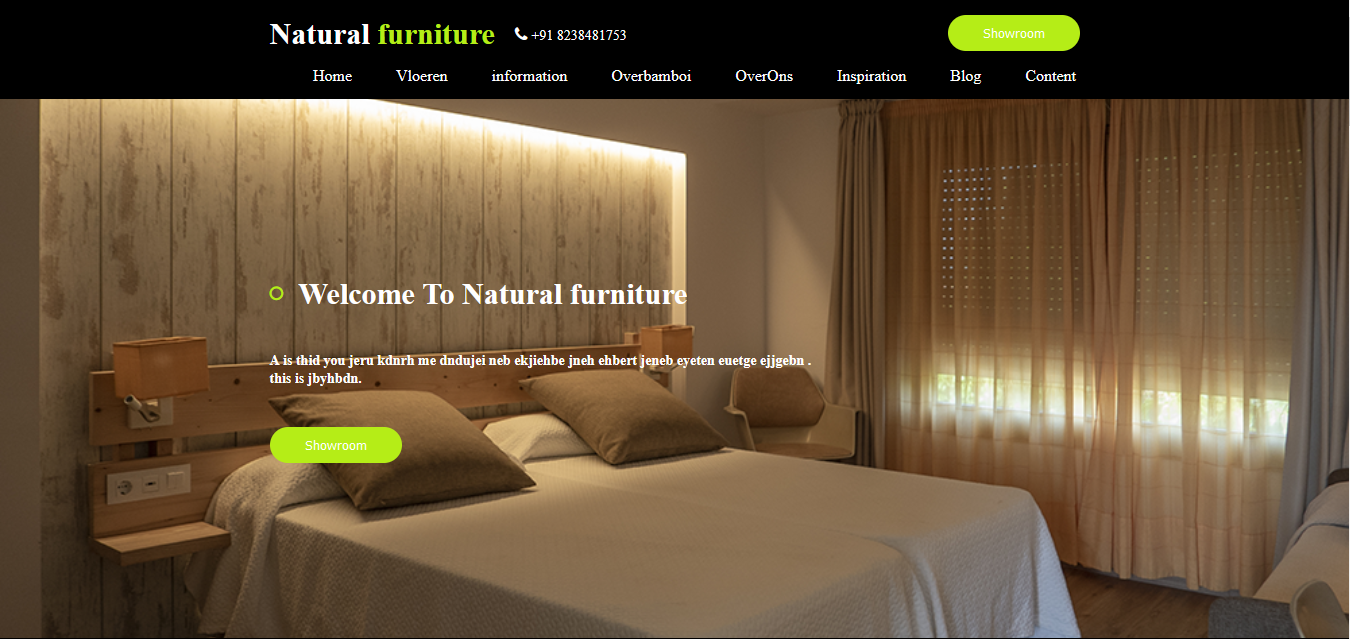 Natural furniture +91 8238481753 Showroom
Home Vloeren information Overbamboi OverOns Inspiration Blog Content
Welcome To Natural furniture
A is thid you jeru kdnrh me dndujei neb ekjiehbe jneh ehbert jeneb eyeten euetge ejjgebn .
this is jbyhbdn.
Showroom